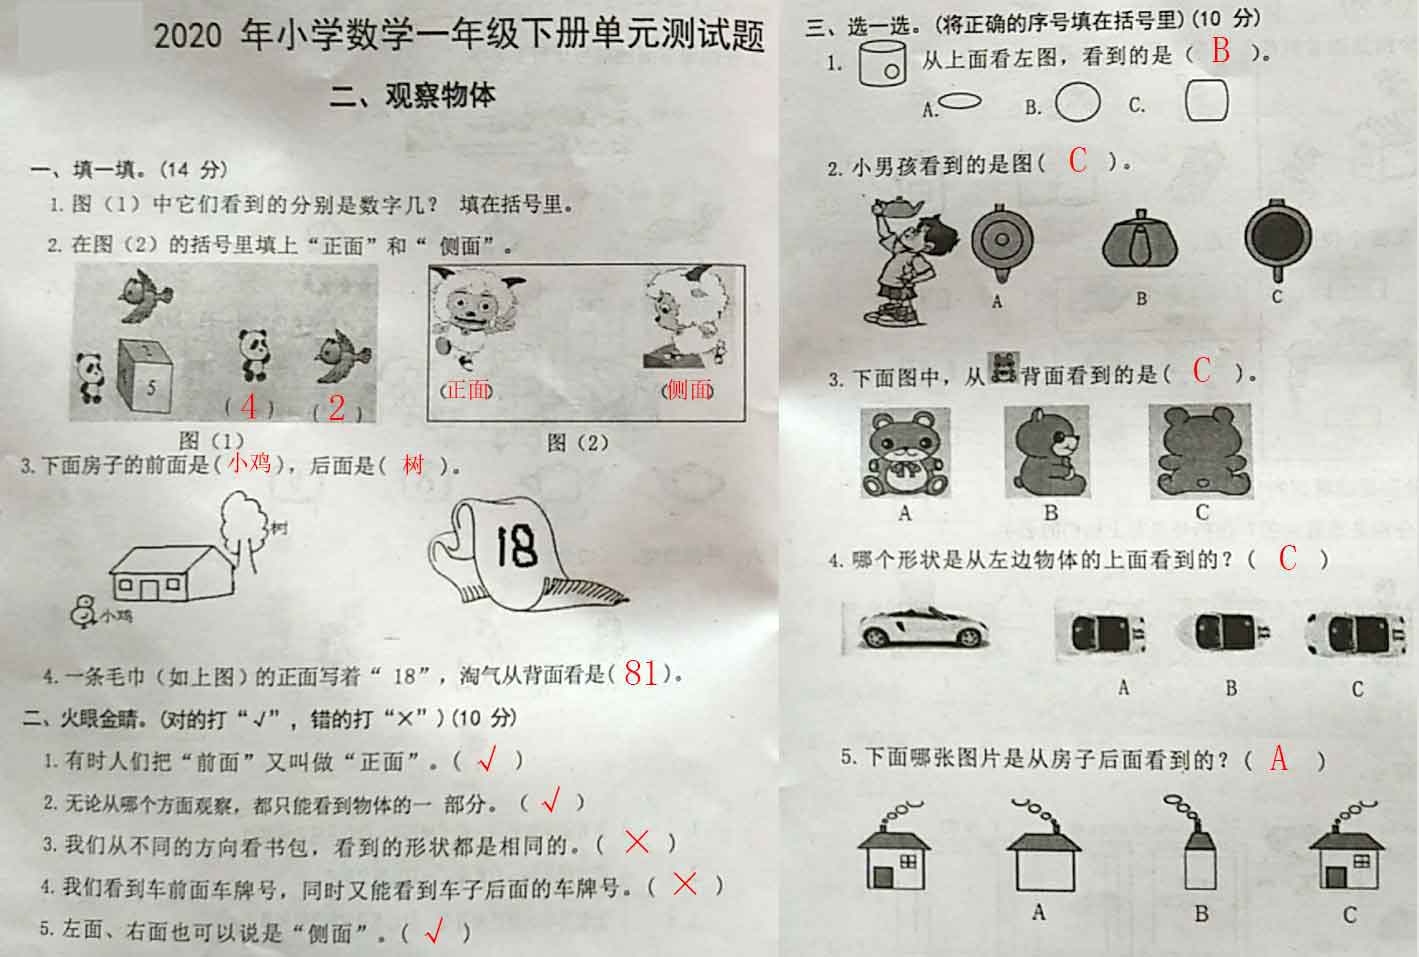 2020 年小学数学一年级下册单元测试题
二、观察物体
一、填一填。(14 分)
1. 图（1）中它们看到的分别是数字几？ 填在括号里。
2. 在图（2）的括号里填上“正面”和“ 侧面”。
5
( 4 ) ( 2 )
(正面) (侧面)
图（1） 图（2）
3.下面房子的前面是( 小鸡 )，后面是( 树 )。
树
18
小鸡
4.一条毛巾（如上图）的正面写着“ 18”，淘气从背面看是( 81 )。
二、火眼金睛。(对的打“√”，错的打“×”)(10 分)
1.有时人们把“前面”又叫做“正面”。( √ )
2.无论从哪个方面观察，都只能看到物体的一 部分。( √ )
3.我们从不同的方向看书包，看到的形状都是相同的。( × )
4.我们看到车前面车牌号，同时又能看到车子后面的车牌号。( × )
5.左面、右面也可以说是“侧面”。( √ )
三、选一选。(将正确的序号填在括号里)(10 分)
1. 从上面看左图，看到的是（ B ）。
A. B. C.
2.小男孩看到的是图( C )。
A B C
3.下面图中，从 背面看到的是( C )。
A B C
4.哪个形状是从左边物体的上面看到的？( C )
A B C
5.下面哪张图片是从房子后面看到的？( A )
A B C